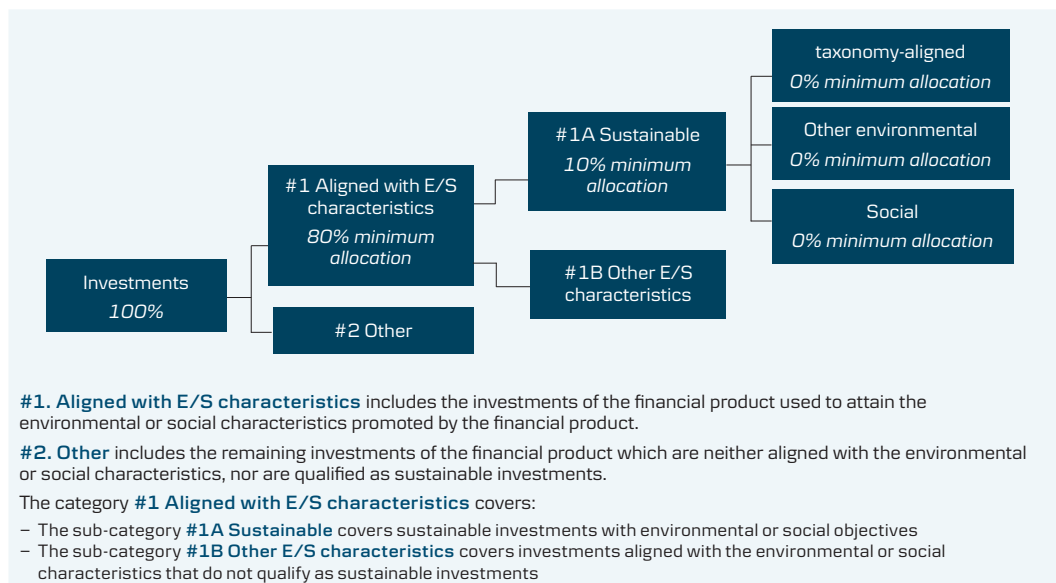 Investments
100%
#1 Aligned with E/S
characteristics
80% minimum
allocation
#2 Other
#1A Sustainable
10% minimum
allocation
#1B Other E/S
characteristics
taxonomy-aligned
0% minimum allocation
Other environmental
0% minimum allocation
Social
0% minimum allocation
#1. Aligned with E/S characteristics includes the investments of the financial product used to attain the
environmental or social characteristics promoted by the financial product.
#2. Other includes the remaining investments of the financial product which are neither aligned with the environmental
or social characteristics, nor are qualified as sustainable investments.
The category #1 Aligned with E/S characteristics covers:
– The sub-category #1A Sustainable covers sustainable investments with environmental or social objectives
– The sub-category #1B Other E/S characteristics covers investments aligned with the environmental or social
characteristics that do not qualify as sustainable investments